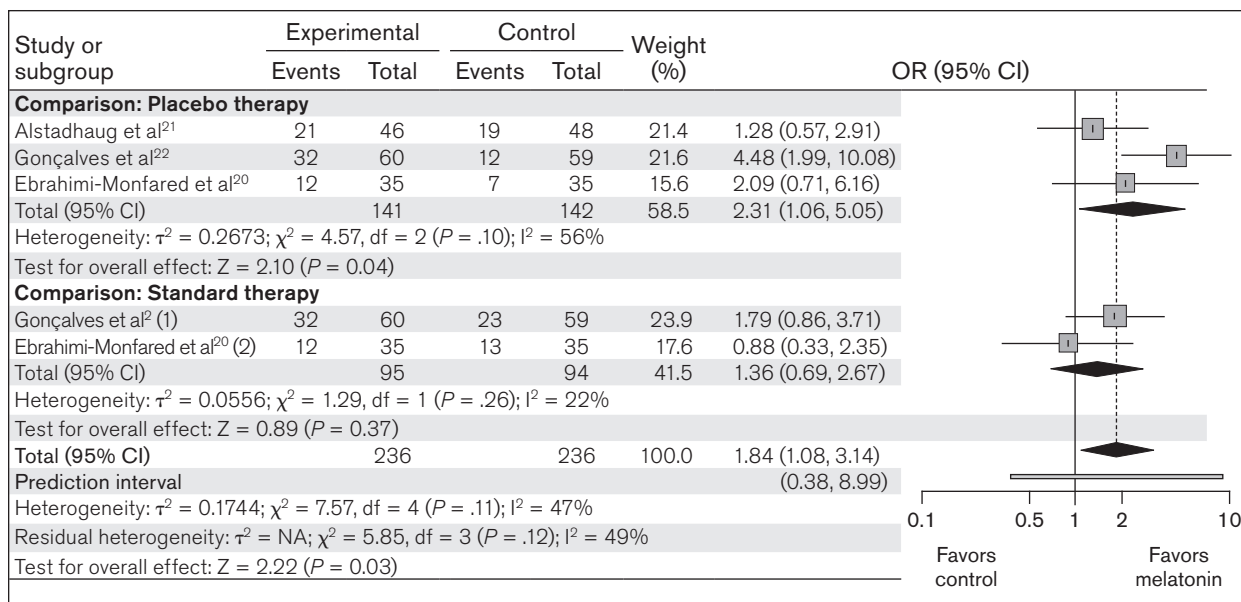 Study or subgroup Experimental Control Weight (%) OR (95% CI)
Events Total Events Total
Comparison: Placebo therapy
Alstadhaug et al²¹ 21 46 19 48 21.4 1.28 (0.57, 2.91)
Gonçalves et al²² 32 60 12 59 21.6 4.48 (1.99, 10.08)
Ebrahimi-Monfared et al²⁰ 12 35 7 35 15.6 2.09 (0.71, 6.16)
Total (95% CI) 141 142 58.5 2.31 (1.06, 5.05)
Heterogeneity: τ² = 0.2673; χ² = 4.57, df = 2 (P = .10); I² = 56%
Test for overall effect: Z = 2.10 (P = 0.04)
Comparison: Standard therapy
Gonçalves et al² (1) 32 60 23 59 23.9 1.79 (0.86, 3.71)
Ebrahimi-Monfared et al²⁰ (2) 12 35 13 35 17.6 0.88 (0.33, 2.35)
Total (95% CI) 95 94 41.5 1.36 (0.69, 2.67)
Heterogeneity: τ² = 0.0556; χ² = 1.29, df = 1 (P = .26); I² = 22%
Test for overall effect: Z = 0.89 (P = 0.37)
Total (95% CI) 236 236 100.0 1.84 (1.08, 3.14)
Prediction interval (0.38, 8.99)
Heterogeneity: τ² = 0.1744; χ² = 7.57, df = 4 (P = .11); I² = 47%
Residual heterogeneity: τ² = NA; χ² = 5.85, df = 3 (P = .12); I² = 49%
Test for overall effect: Z = 2.22 (P = 0.03)
0.1 0.5 1 2 10
Favors control
Favors melatonin